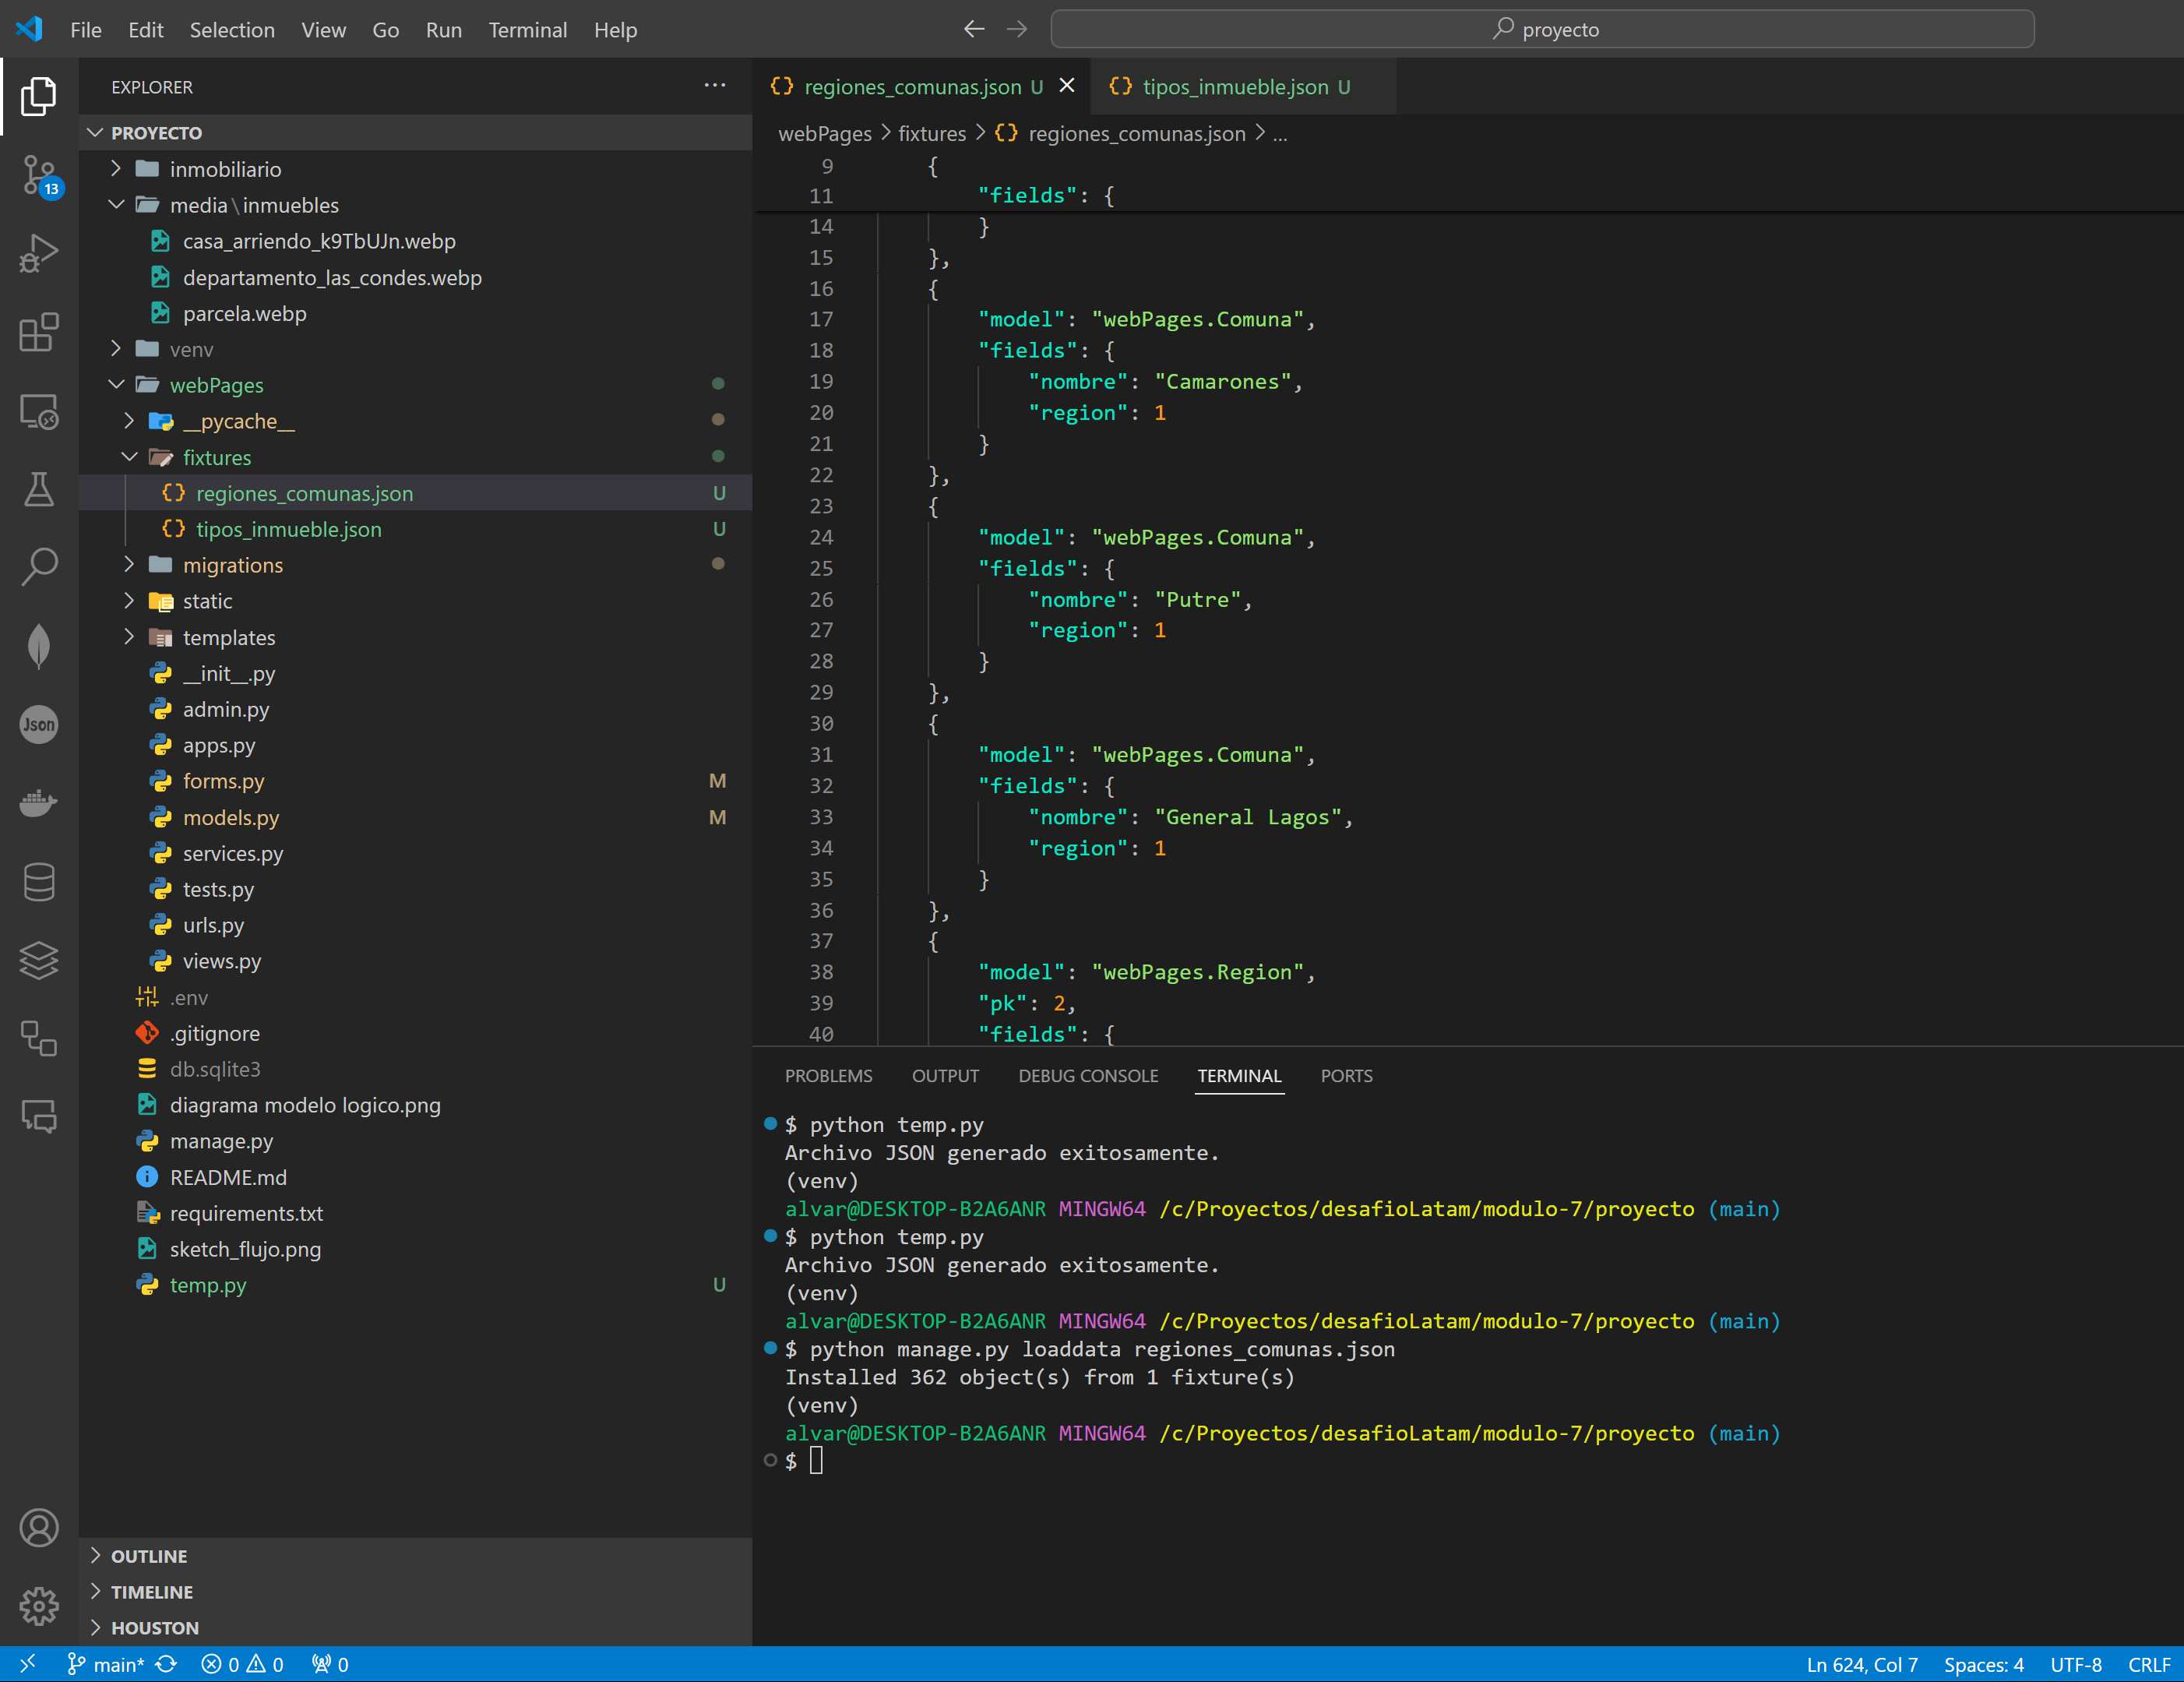 File Edit Selection View Go Run Terminal Help
proyecto
EXPLORER
PROYECTO
inmobiliario
media\inmuebles
casa_arriendo_k9TbUJn.webp
departamento_las_condes.webp
parcela.webp
venv
webPages
__pycache__
fixtures
regiones_comunas.json U
tipos_inmueble.json U
migrations
static
templates
__init__.py
admin.py
apps.py
forms.py M
models.py M
services.py
tests.py
urls.py
views.py
.env
.gitignore
db.sqlite3
diagrama modelo logico.png
manage.py
README.md
requirements.txt
sketch_flujo.png
temp.py U
OUTLINE
TIMELINE
HOUSTON
13
Json
regiones_comunas.json U
tipos_inmueble.json U
webPages > fixtures > {} regiones_comunas.json > ...
9 {
11 "fields": {
14 }
15 },
16 {
17 "model": "webPages.Comuna",
18 "fields": {
19 "nombre": "Camarones",
20 "region": 1
21 }
22 },
23 {
24 "model": "webPages.Comuna",
25 "fields": {
26 "nombre": "Putre",
27 "region": 1
28 }
29 },
30 {
31 "model": "webPages.Comuna",
32 "fields": {
33 "nombre": "General Lagos",
34 "region": 1
35 }
36 },
37 {
38 "model": "webPages.Region",
39 "pk": 2,
40 "fields": {
PROBLEMS OUTPUT DEBUG CONSOLE TERMINAL PORTS
$ python temp.py
Archivo JSON generado exitosamente.
(venv)
alvar@DESKTOP-B2A6ANR MINGW64 /c/Proyectos/desafioLatam/modulo-7/proyecto (main)
$ python temp.py
Archivo JSON generado exitosamente.
(venv)
alvar@DESKTOP-B2A6ANR MINGW64 /c/Proyectos/desafioLatam/modulo-7/proyecto (main)
$ python manage.py loaddata regiones_comunas.json
Installed 362 object(s) from 1 fixture(s)
(venv)
alvar@DESKTOP-B2A6ANR MINGW64 /c/Proyectos/desafioLatam/modulo-7/proyecto (main)
$
main* 0 0 0 Ln 624, Col 7 Spaces: 4 UTF-8 CRLF